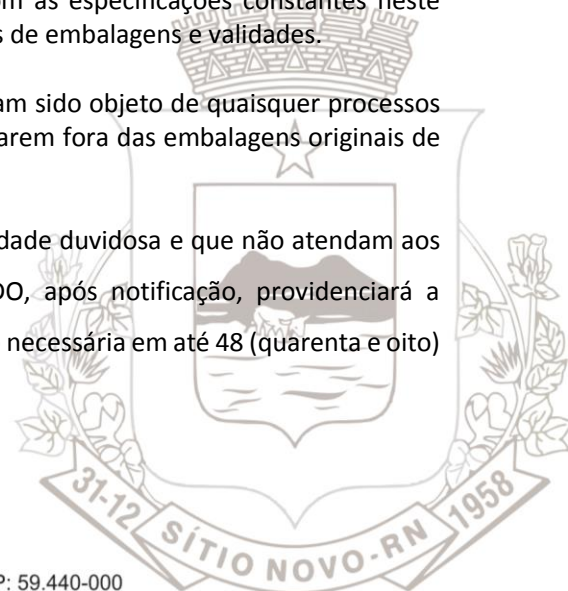 om as especificações constantes neste
s de embalagens e validades.
am sido objeto de quaisquer processos
arem fora das embalagens originais de
dade duvidosa e que não atendam aos
DO, após notificação, providenciará a
necessária em até 48 (quarenta e oito)
31-12 SÍTIO NOVO-RN 1958
P: 59.440-000